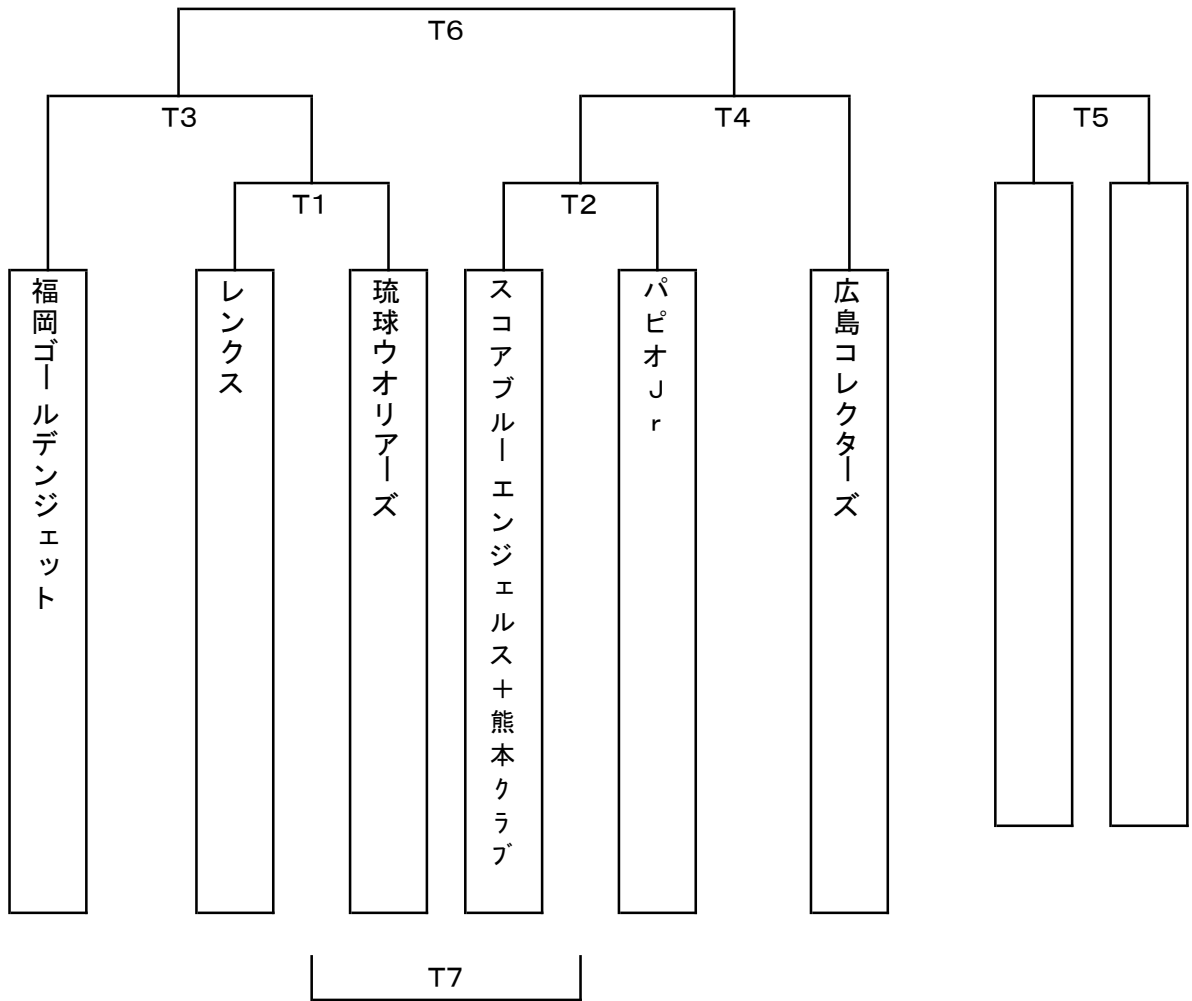 T6
T3
T4
T5
T1
T2
福岡ゴールデンジェット
レンクス
琉球ウオリアーズ
スコアブルーエンジェルス＋熊本クラブ
パピオJr
広島コレクターズ
T7